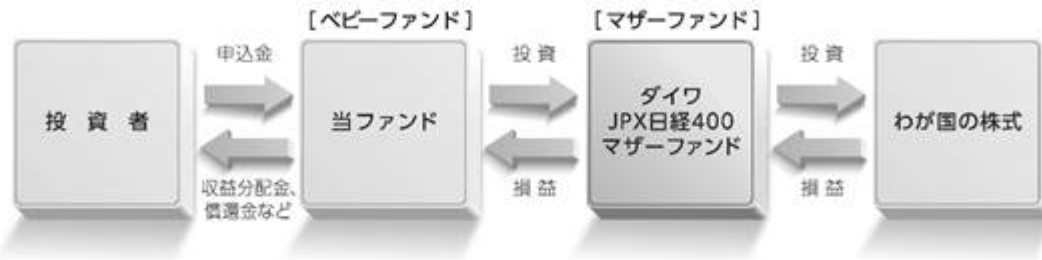 [ベビーファンド]
[マザーファンド]
申込金
投資
投資
投資者
当ファンド
ダイワ
JPX日経400
マザーファンド
わが国の株式
収益分配金、
償還金など
損益
損益